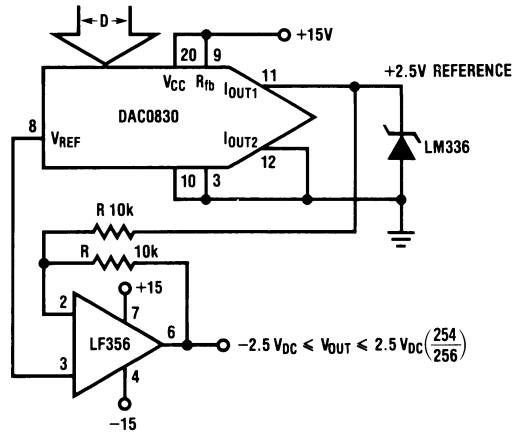 D
+15V
20 9
VCC Rfb 11
IOUT1
+2.5V REFERENCE
DAC0830
8
VREF
IOUT2
12
LM336
10 3
R 10k
R 10k
+15
2
7
LF356
6
3
4
-15
−2.5 VDC ≤ VOUT ≤ 2.5 VDC(254/256)